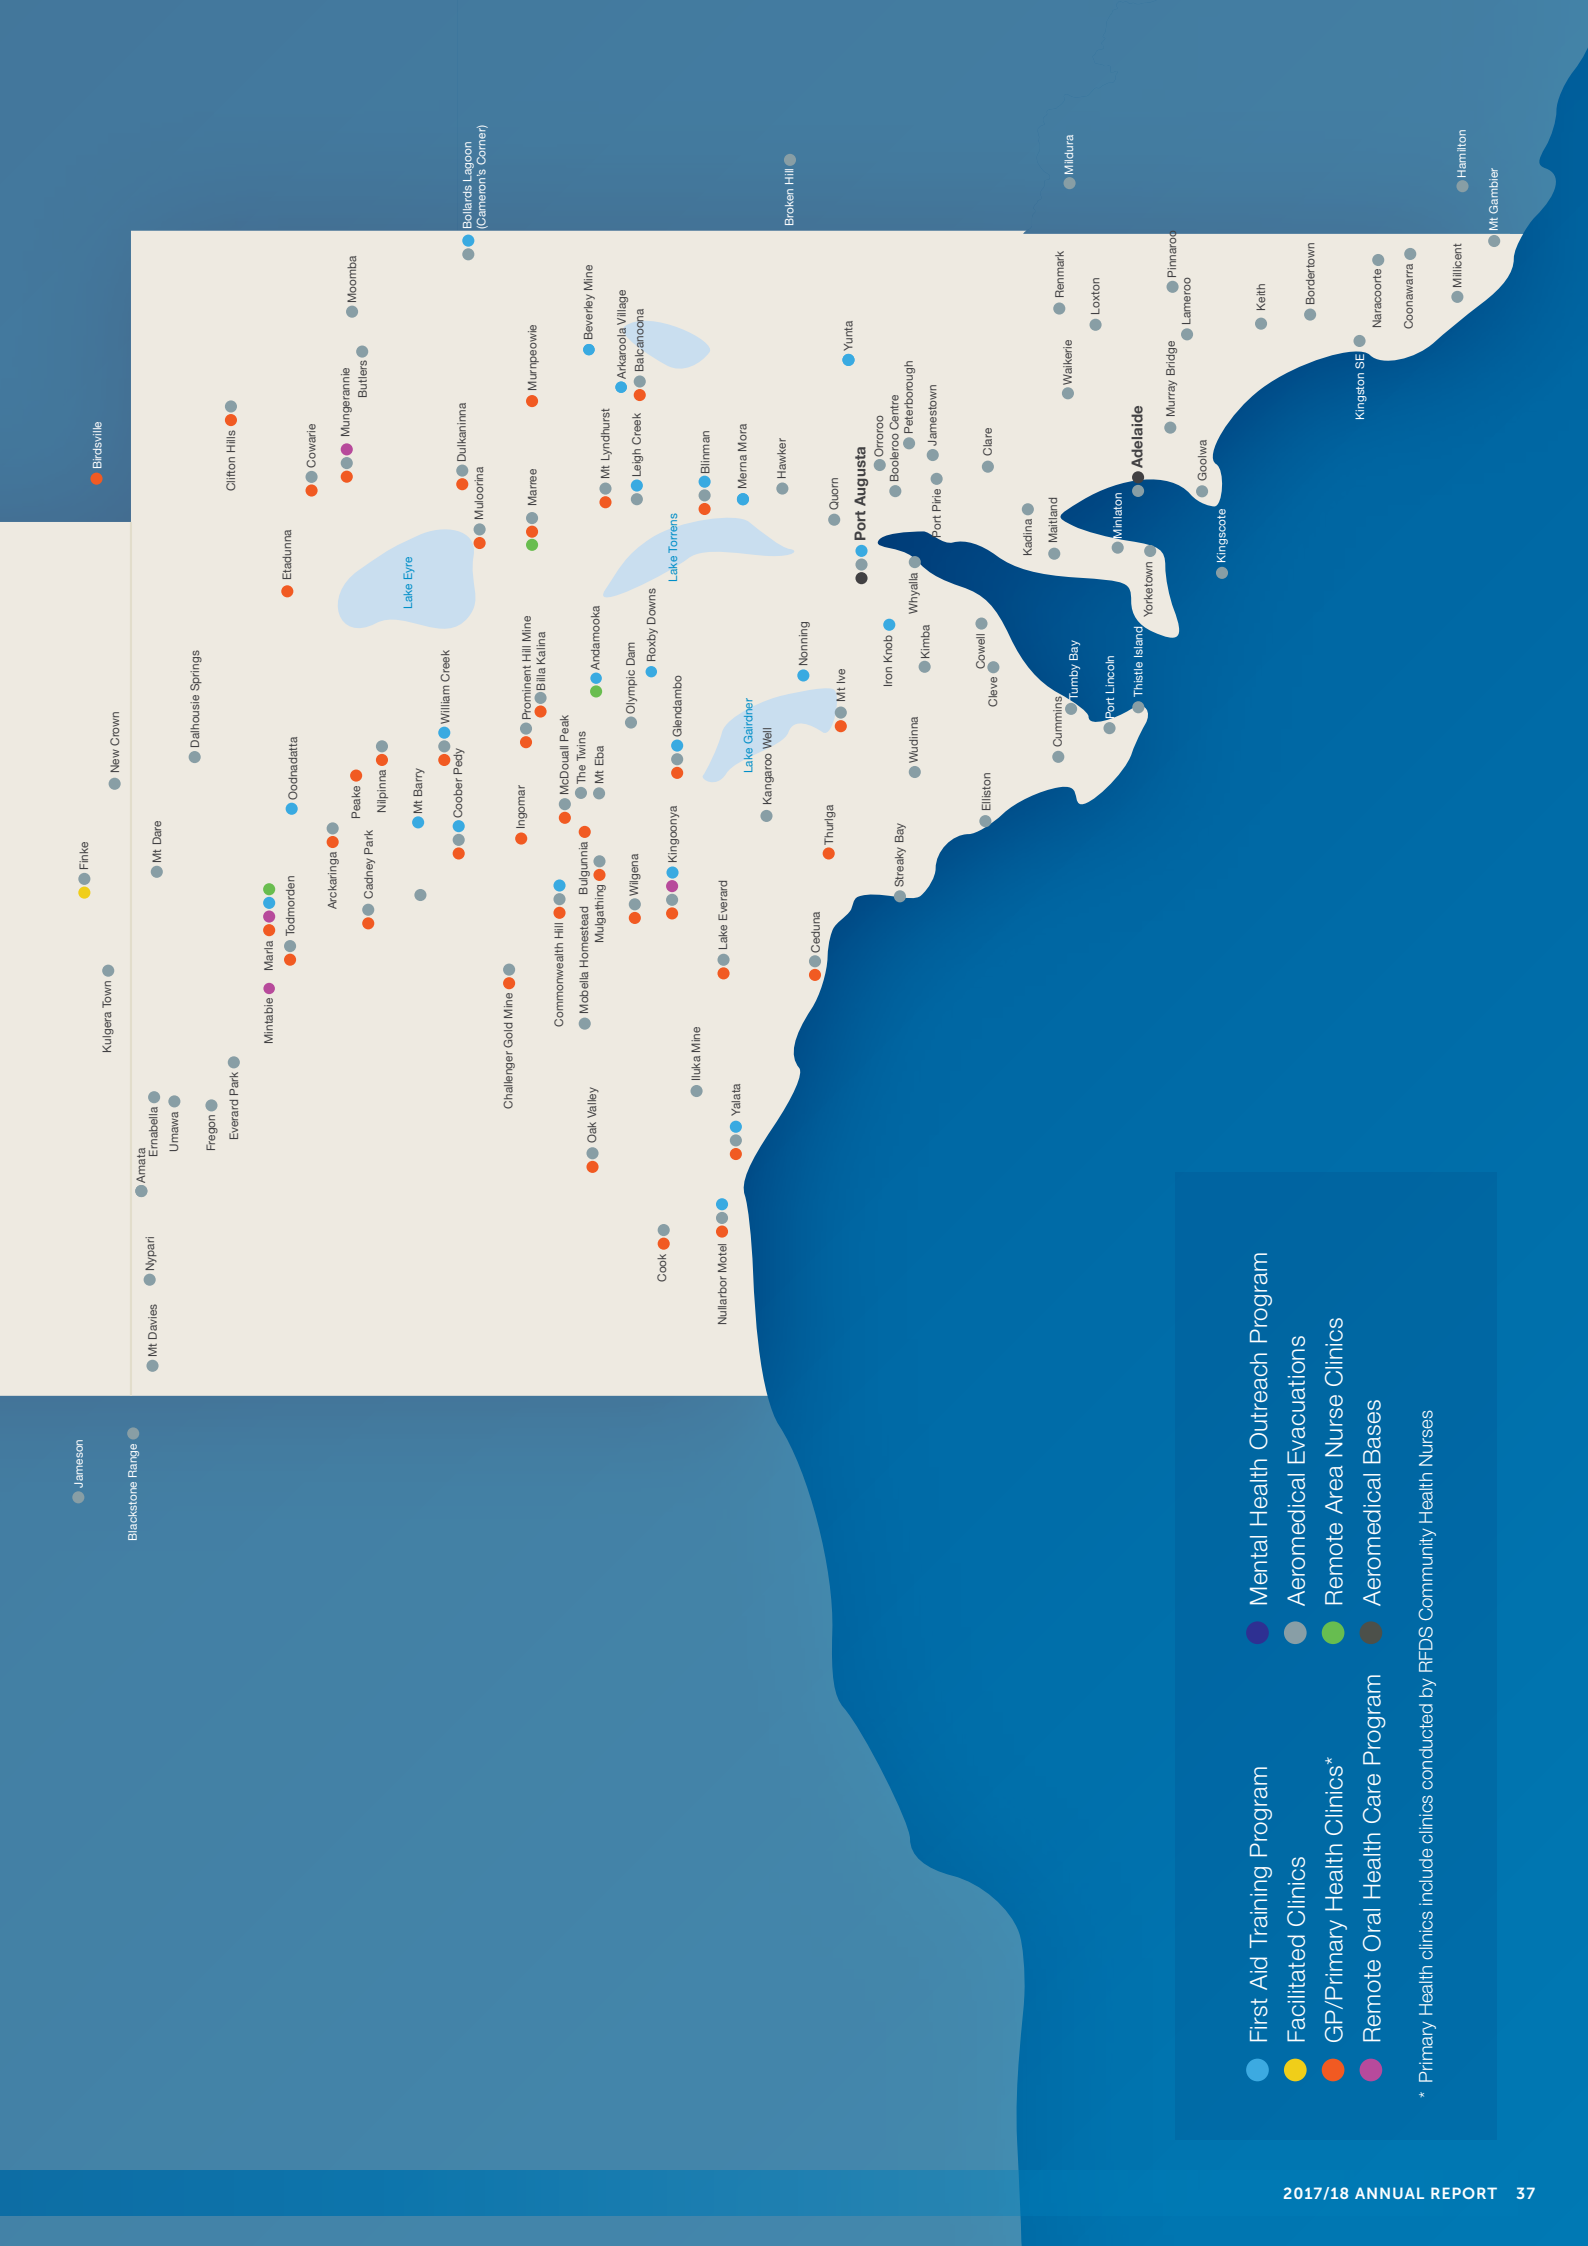 Jameson
Blackstone Range
Birdsville
Finke
Kulgera Town
New Crown
Mt Davies
Nypari
Amata
Ernabella
Umawa
Fregon
Everard Park
Mt Dare
Dalhousie Springs
Clifton Hills
Mintabie
Marla
Todmorden
Oodnadatta
Etadunna
Cowarie
Mungerannie
Moomba
Butlers
Arckaringa
Peake
Cadney Park
Nilpinna
Mt Barry
William Creek
Coober Pedy
Lake Eyre
Dulkaninna
Muloorina
Bollards Lagoon
(Cameron's Corner)
Challenger Gold Mine
Ingomar
Prominent Hill Mine
Billa Kalina
Marree
Murnpeowie
Commonwealth Hill
McDouall Peak
The Twins
Bulgunnia
Mobella Homestead
Mt Eba
Mulgathing
Andamooka
Beverley Mine
Oak Valley
Mt Lyndhurst
Arkaroola Village
Balcanoona
Leigh Creek
Wilgena
Olympic Dam
Roxby Downs
Cook
Kingoonya
Glendambo
Lake Torrens
Iluka Mine
Blinman
Nullarbor Motel
Yalata
Lake Everard
Lake Gairdner
Merna Mora
Kangaroo Well
Hawker
Broken Hill
Nonning
Ceduna
Thurlga
Mt Ive
Quorn
Yunta
Port Augusta
Orroroo
Booleroo Centre
Peterborough
Jamestown
Port Pirie
Iron Knob
Whyalla
Streaky Bay
Wudinna
Kimba
Elliston
Cowell
Cleve
Clare
Kadina
Maitland
Cummins
Tumby Bay
Port Lincoln
Thistle Island
Minlaton
Yorketown
Adelaide
Renmark
Mildura
Waikerie
Loxton
Murray Bridge
Pinnaroo
Lameroo
Goolwa
Kingscote
Keith
Bordertown
Kingston SE
Naracoorte
Coonawarra
Millicent
Hamilton
Mt Gambier
First Aid Training Program
Facilitated Clinics
GP/Primary Health Clinics*
Remote Oral Health Care Program
Mental Health Outreach Program
Aeromedical Evacuations
Remote Area Nurse Clinics
Aeromedical Bases
* Primary Health clinics include clinics conducted by RFDS Community Health Nurses
2017/18 ANNUAL REPORT 37